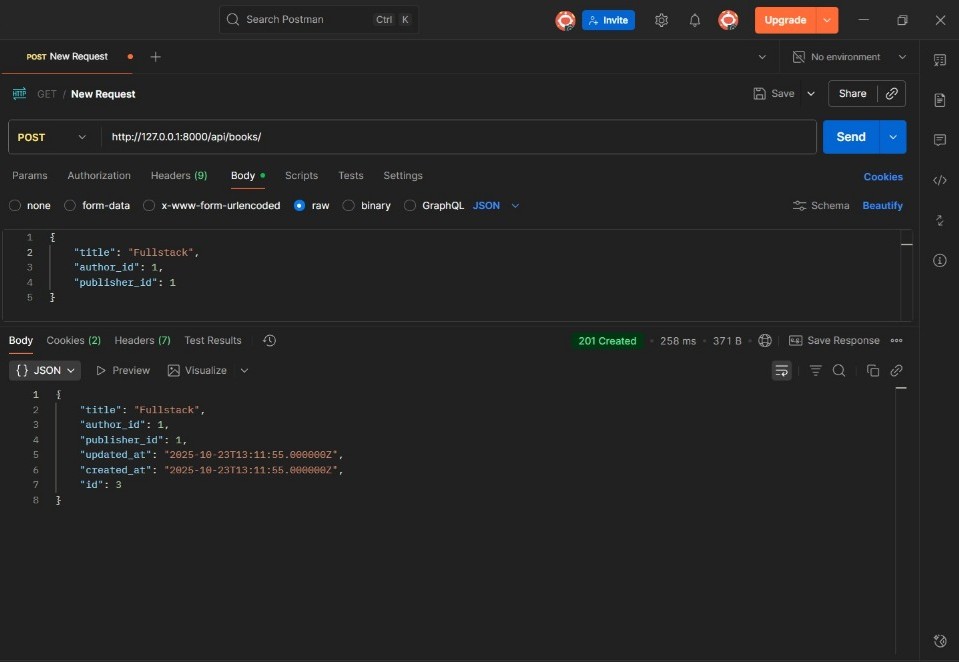 Search Postman Ctrl K Invite Upgrade
POST New Request No environment
HTTP GET / New Request Save Share
POST http://127.0.0.1:8000/api/books/ Send
Params Authorization Headers (9) Body Scripts Tests Settings Cookies
none form-data x-www-form-urlencoded raw binary GraphQL JSON Schema Beautify
1 {
2 "title": "Fullstack",
3 "author_id": 1,
4 "publisher_id": 1
5 }
Body Cookies (2) Headers (7) Test Results 201 Created • 258 ms • 371 B • Save Response
{} JSON Preview Visualize
1 {
2 "title": "Fullstack",
3 "author_id": 1,
4 "publisher_id": 1,
5 "updated_at": "2025-10-23T13:11:55.000000Z",
6 "created_at": "2025-10-23T13:11:55.000000Z",
7 "id": 3
8 }